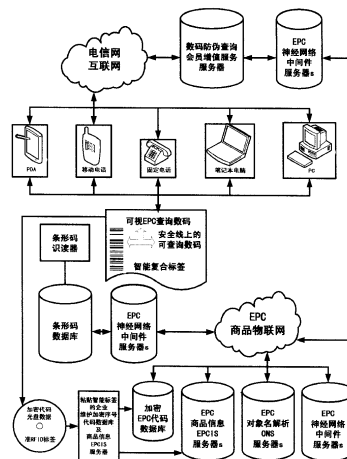 电信网
互联网
数码防伪查询
会员增值服务
服务器
EPC
神经网络
中间件
服务器s
PDA
移动电话
固定电话
笔记本电脑
PC
可视EPC查询数码
安全线上的
可查询数码
智能复合标签
条形码
识读器
条形码
数据库
EPC
神经网络
中间件
服务器s
EPC
商品物联网
加密代码
光盘数据
准RFID标签
粘贴智能标签
的企业
维护加密序号
代码数据库
及
商品信息
EPCIS
服务器
加密
EPC代码
数据库
EPC
商品信息
EPCIS
服务器s
EPC
对象名解析
ONS
服务器s
EPC
神经网络
中间件
服务器s